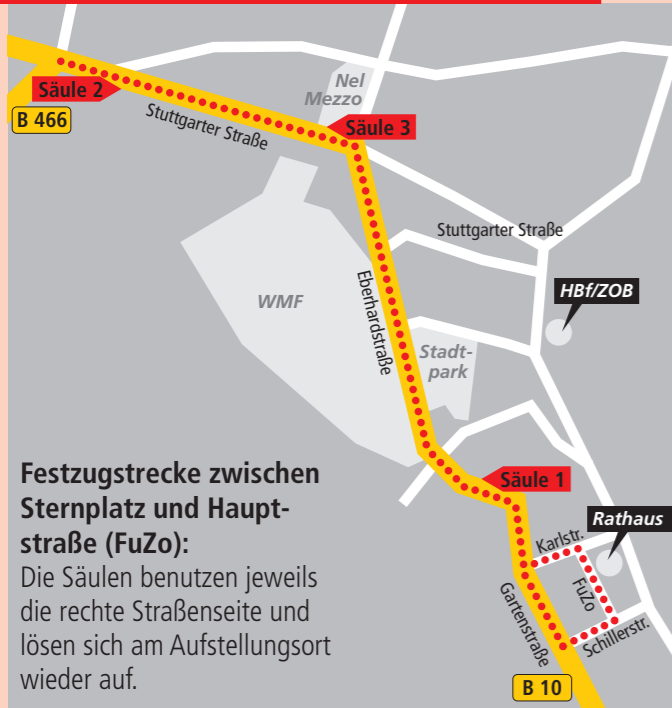 Nel
Mezzo
Säule 2
B 466
Stuttgarter Straße
Säule 3
Stuttgarter Straße
HBf/ZOB
WMF
Eberhardstraße
Stadt-
park
Säule 1
Rathaus
Karlstr.
FuZo
Gartenstraße
Schillerstr.
B 10
Festzugstrecke zwischen
Sternplatz und Haupt-
straße (FuZo):
Die Säulen benutzen jeweils
die rechte Straßenseite und
lösen sich am Aufstellungsort
wieder auf.